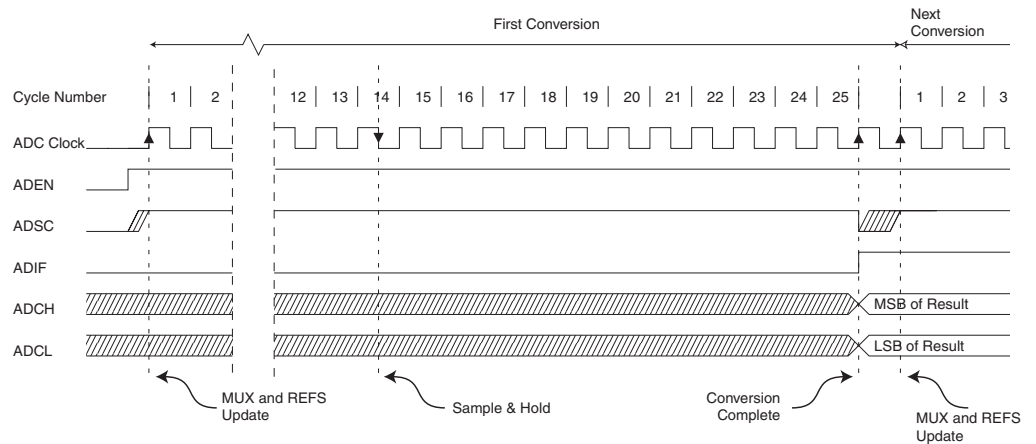 First Conversion
Next
Conversion
Cycle Number 1 2 12 13 14 15 16 17 18 19 20 21 22 23 24 25 1 2 3
ADC Clock
ADEN
ADSC
ADIF
ADCH
MSB of Result
ADCL
LSB of Result
MUX and REFS
Update
Sample & Hold
Conversion
Complete
MUX and REFS
Update